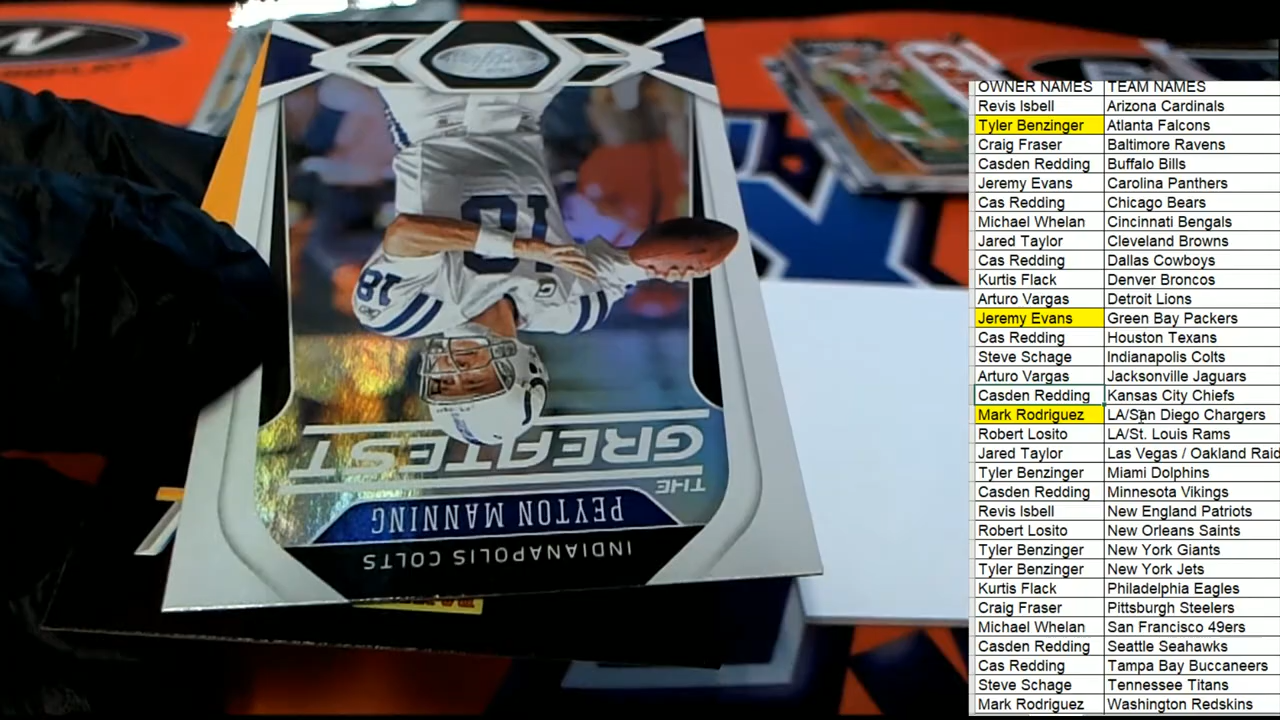 THE
GREATEST
PEYTON MANNING
INDIANAPOLIS COLTS
18
18
OWNER NAMES TEAM NAMES
Revis Isbell Arizona Cardinals
Tyler Benzinger Atlanta Falcons
Craig Fraser Baltimore Ravens
Casden Redding Buffalo Bills
Jeremy Evans Carolina Panthers
Cas Redding Chicago Bears
Michael Whelan Cincinnati Bengals
Jared Taylor Cleveland Browns
Cas Redding Dallas Cowboys
Kurtis Flack Denver Broncos
Arturo Vargas Detroit Lions
Jeremy Evans Green Bay Packers
Cas Redding Houston Texans
Steve Schage Indianapolis Colts
Arturo Vargas Jacksonville Jaguars
Casden Redding Kansas City Chiefs
Mark Rodriguez LA/San Diego Chargers
Robert Losito LA/St. Louis Rams
Jared Taylor Las Vegas / Oakland Raid
Tyler Benzinger Miami Dolphins
Casden Redding Minnesota Vikings
Revis Isbell New England Patriots
Robert Losito New Orleans Saints
Tyler Benzinger New York Giants
Tyler Benzinger New York Jets
Kurtis Flack Philadelphia Eagles
Craig Fraser Pittsburgh Steelers
Michael Whelan San Francisco 49ers
Casden Redding Seattle Seahawks
Cas Redding Tampa Bay Buccaneers
Steve Schage Tennessee Titans
Mark Rodriguez Washington Redskins